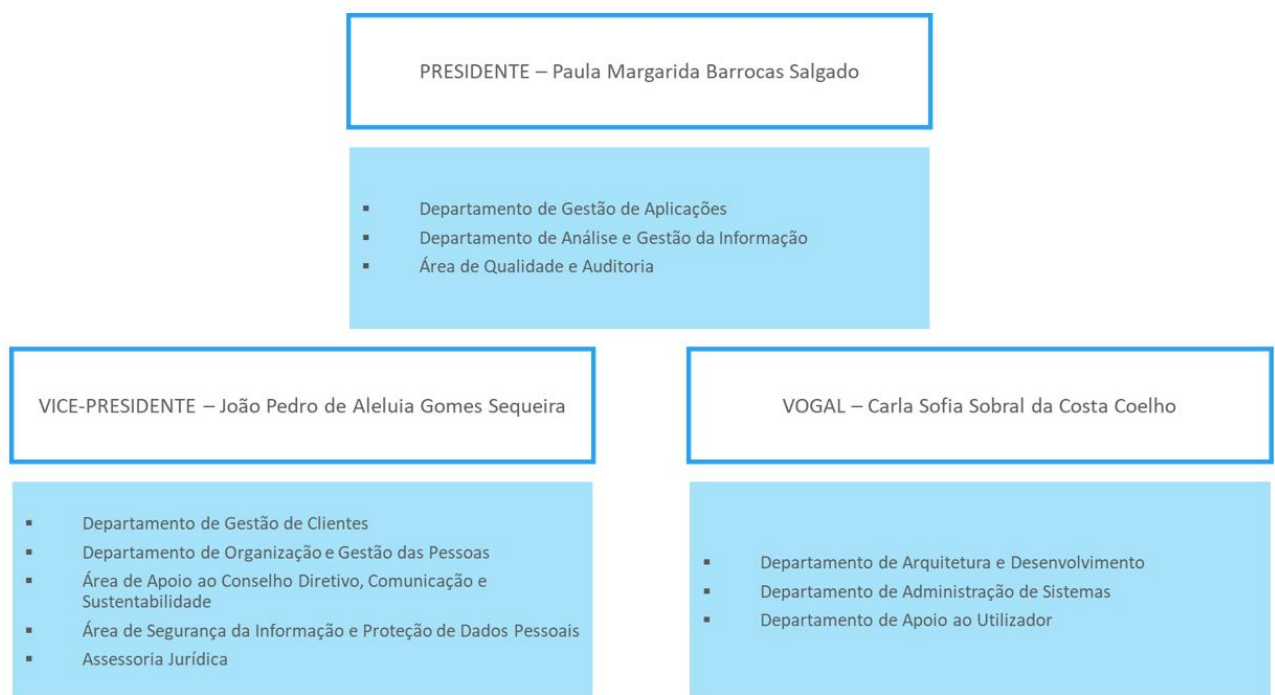 PRESIDENTE – Paula Margarida Barrocas Salgado
▪ Departamento de Gestão de Aplicações
▪ Departamento de Análise e Gestão da Informação
▪ Área de Qualidade e Auditoria
VICE-PRESIDENTE – João Pedro de Aleluia Gomes Sequeira
▪ Departamento de Gestão de Clientes
▪ Departamento de Organização e Gestão das Pessoas
▪ Área de Apoio ao Conselho Diretivo, Comunicação e
Sustentabilidade
▪ Área de Segurança da Informação e Proteção de Dados Pessoais
▪ Assessoria Jurídica
VOGAL – Carla Sofia Sobral da Costa Coelho
▪ Departamento de Arquitetura e Desenvolvimento
▪ Departamento de Administração de Sistemas
▪ Departamento de Apoio ao Utilizador